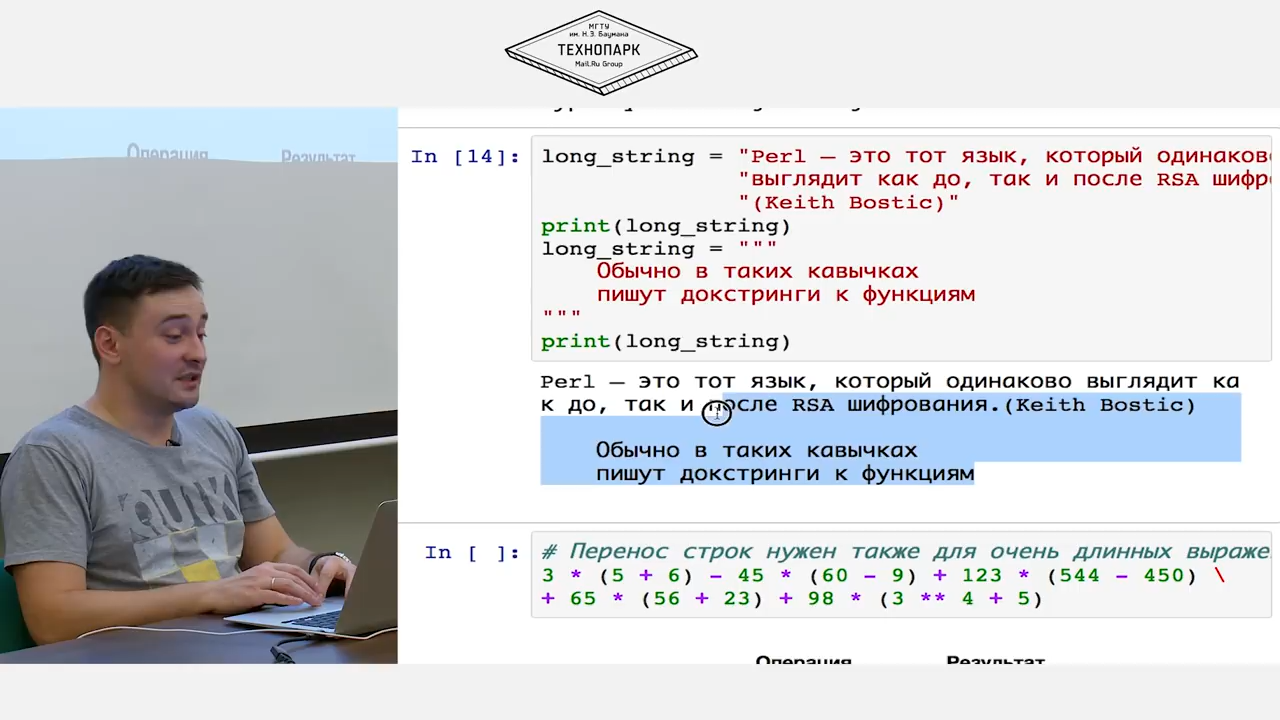 МГТУ
им. Н.Э. Баумана
ТЕХНОПАРК
Mail.Ru Group
Операция Результат
In [14]:
long_string = "Perl — это тот язык, который одинаково
"выглядит как до, так и после RSA шифр
"(Keith Bostic)"
print(long_string)
long_string = """
Обычно в таких кавычках
пишут докстринги к функциям
"""
print(long_string)
Perl — это тот язык, который одинаково выглядит ка
к до, так и после RSA шифрования.(Keith Bostic)
Обычно в таких кавычках
пишут докстринги к функциям
In [ ]:
# Перенос строк нужен также для очень длинных выраже
3 * (5 + 6) - 45 * (60 - 9) + 123 * (544 - 450) \
+ 65 * (56 + 23) + 98 * (3 ** 4 + 5)
Операция Результат